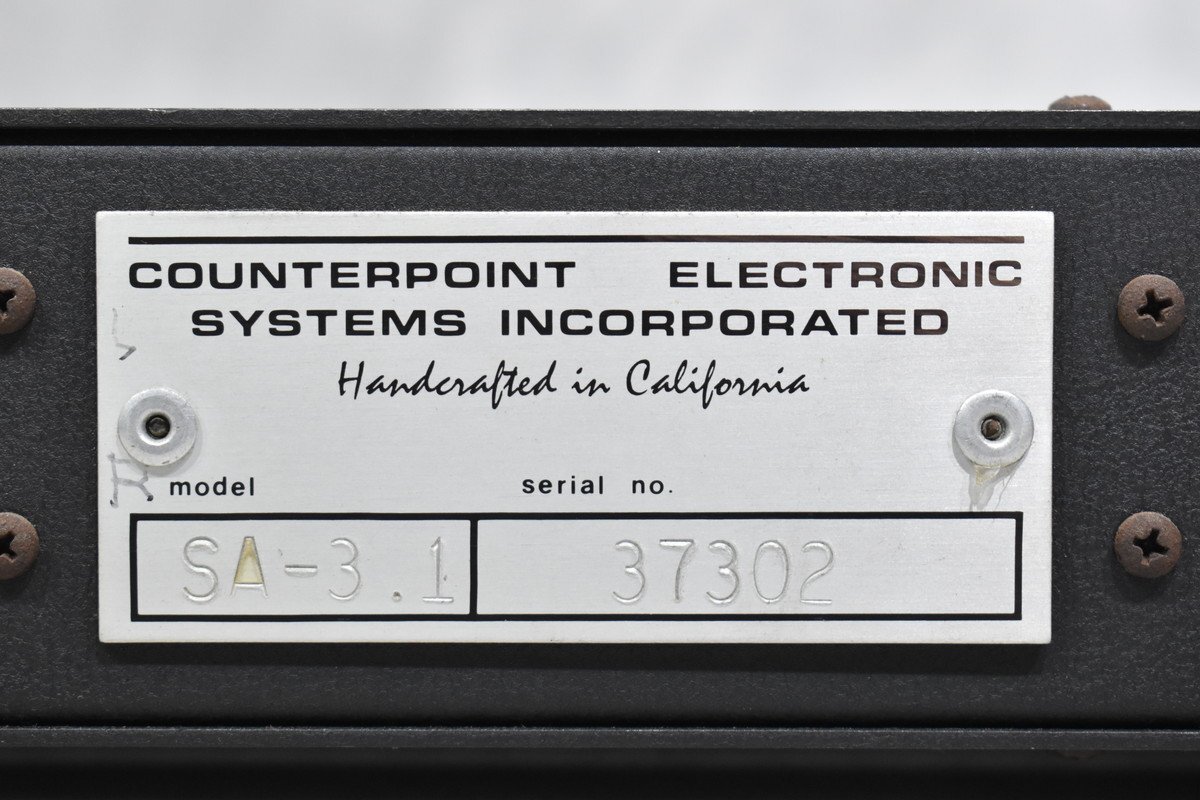 COUNTERPOINT ELECTRONIC
SYSTEMS INCORPORATED
Handcrafted in California
model serial no.
SA-3.1 37302